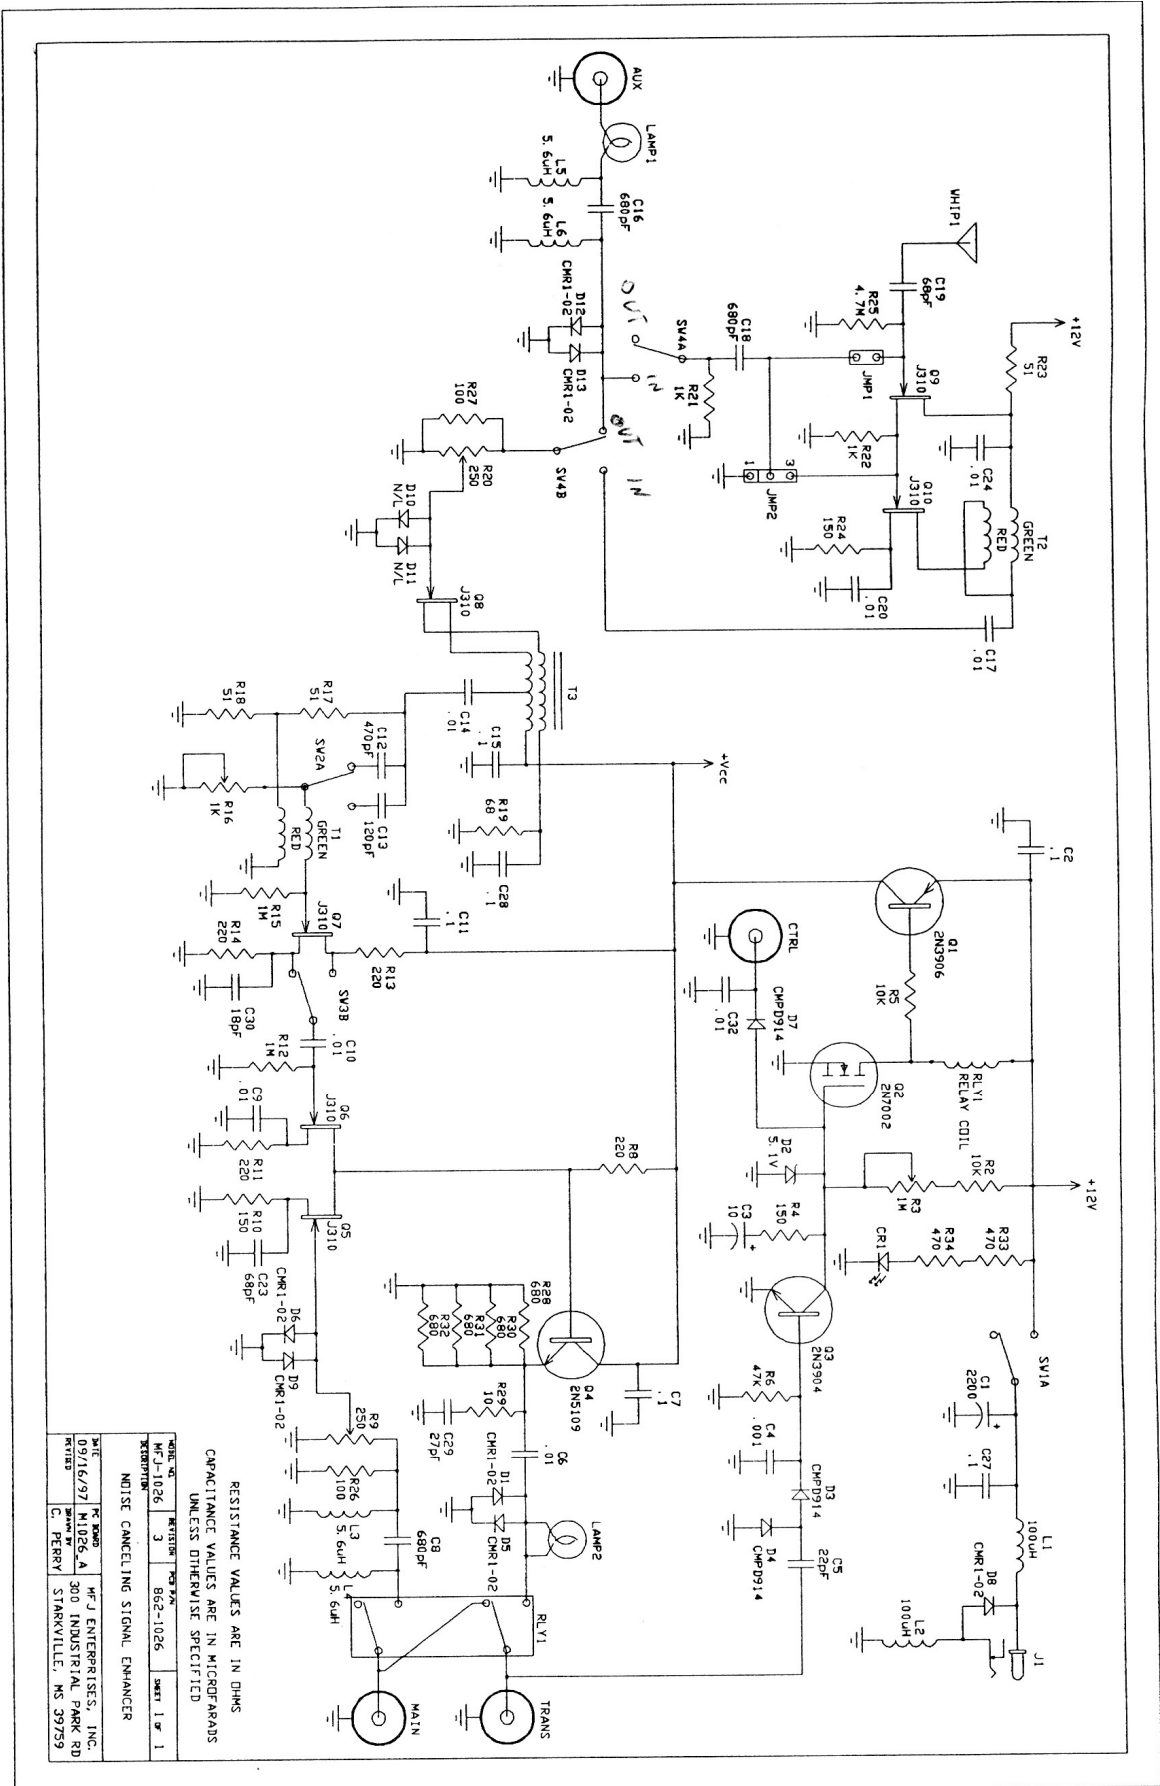 WHIP1
C19
68pF
R25
4.7M
JMP1
Q9
J310
+12V
R23
51
C24
.01
R22
1K
Q10
J310
T2
GREEN
RED
R24
150
C20
.01
C17
.01
3
1
JMP2
C18
680pF
R21
1K
AUX
LAMP1
L5
5.6uH
C16
680pF
L6
5.6uH
D12
CMR1-02
D13
CMR1-02
OUT
SW4A
IN
OUT
IN
SW4B
R27
100
R20
250
D10
N/L
D11
N/L
Q8
J310
T3
C14
.01
C15
.1
+Vcc
R19
68
C28
.1
R18
51
R17
51
C12
470pF
SW2A
C13
120pF
R16
1K
T1
GREEN
RED
R15
1M
Q7
J310
C11
.1
R13
220
R14
220
C30
18pF
SW3B
C10
.01
R12
1M
Q6
J310
C9
.01
R11
220
R10
150
Q5
J310
C23
68pF
R8
220
D6
CMR1-02
D9
CMR1-02
R9
250
R26
100
L3
5.6uH
C8
680pF
L4
5.6uH
R28
680
R30
680
R31
680
R32
680
Q4
2N5109
C7
.1
R29
10
C29
27pF
C6
.01
D1
CMR1-02
D5
CMR1-02
LAMP2
RLY1
MAIN
TRANS
C2
.1
Q1
2N3906
R5
10K
CTRL
C32
.01
D7
CMPD914
Q2
2N7002
RLY1
RELAY COIL
D2
5.1V
R2
10K
R3
1M
+12V
R4
150
C3
10
+
R33
470
R34
470
CR1
Q3
2N3904
R6
47K
C4
.001
D3
CMPD914
D4
CMPD914
C5
22pF
SW1A
C1
2200
+
C27
.1
L1
100uH
D8
CMR1-02
L2
100uH
J1
RESISTANCE VALUES ARE IN OHMS
CAPACITANCE VALUES ARE IN MICROFARADS
UNLESS OTHERWISE SPECIFIED
MODEL NO.
MFJ-1026
REVISION
3
PCB P/N
862-1026
SHEET 1 OF 1
DESCRIPTION
NOISE CANCELING SIGNAL ENHANCER
DATE
09/16/97
PC BOARD
M1026_A
REVISED
DRAWN BY
C. PERRY
MFJ ENTERPRISES, INC.
300 INDUSTRIAL PARK RD
STARKVILLE, MS 39759